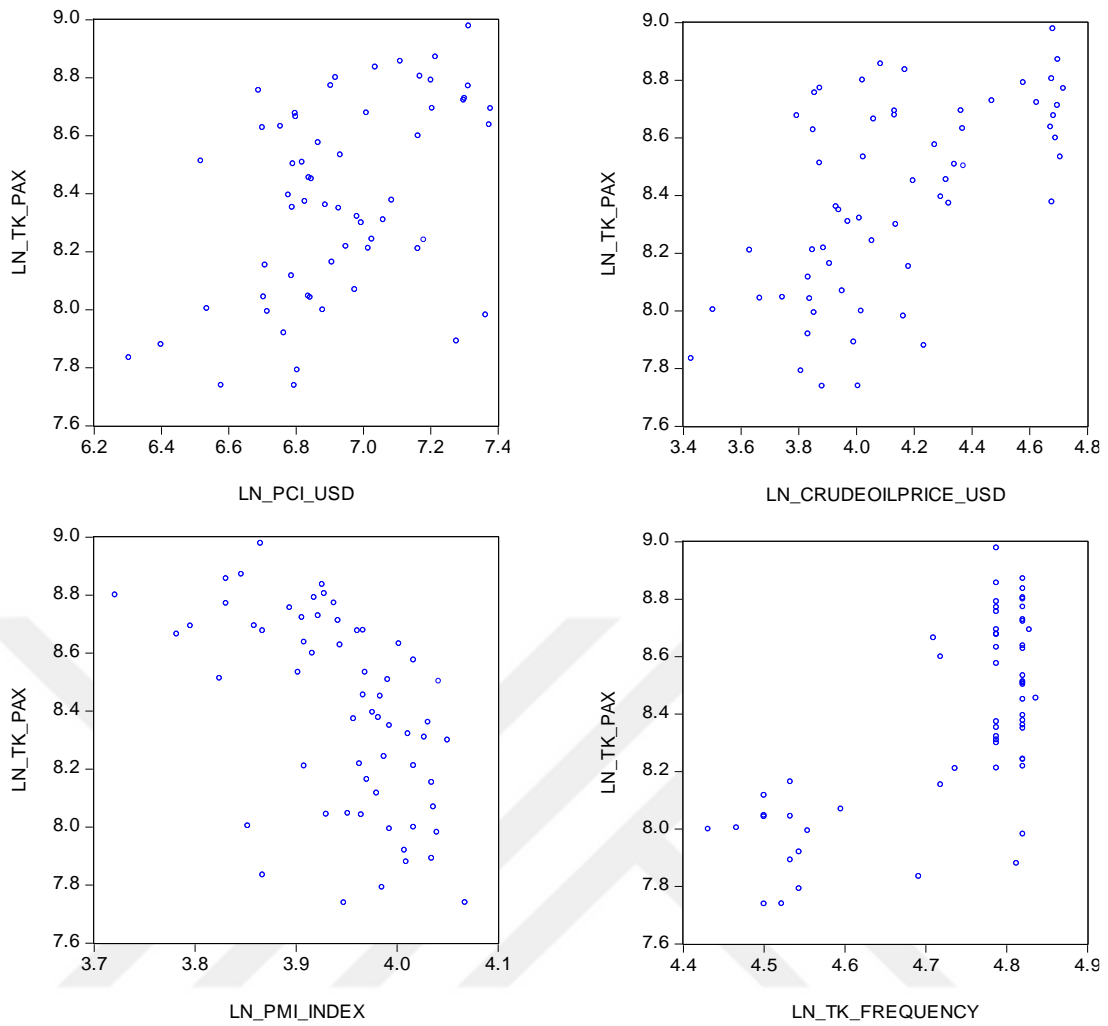 9.0
8.8
8.6
8.4
8.2
8.0
7.8
7.6
6.2 6.4 6.6 6.8 7.0 7.2 7.4
LN_PCI_USD
LN_TK_PAX
9.0
8.8
8.6
8.4
8.2
8.0
7.8
7.6
3.4 3.6 3.8 4.0 4.2 4.4 4.6 4.8
LN_CRUDEOILPRICE_USD
LN_TK_PAX
9.0
8.8
8.6
8.4
8.2
8.0
7.8
7.6
3.7 3.8 3.9 4.0 4.1
LN_PMI_INDEX
LN_TK_PAX
9.0
8.8
8.6
8.4
8.2
8.0
7.8
7.6
4.4 4.5 4.6 4.7 4.8 4.9
LN_TK_FREQUENCY
LN_TK_PAX